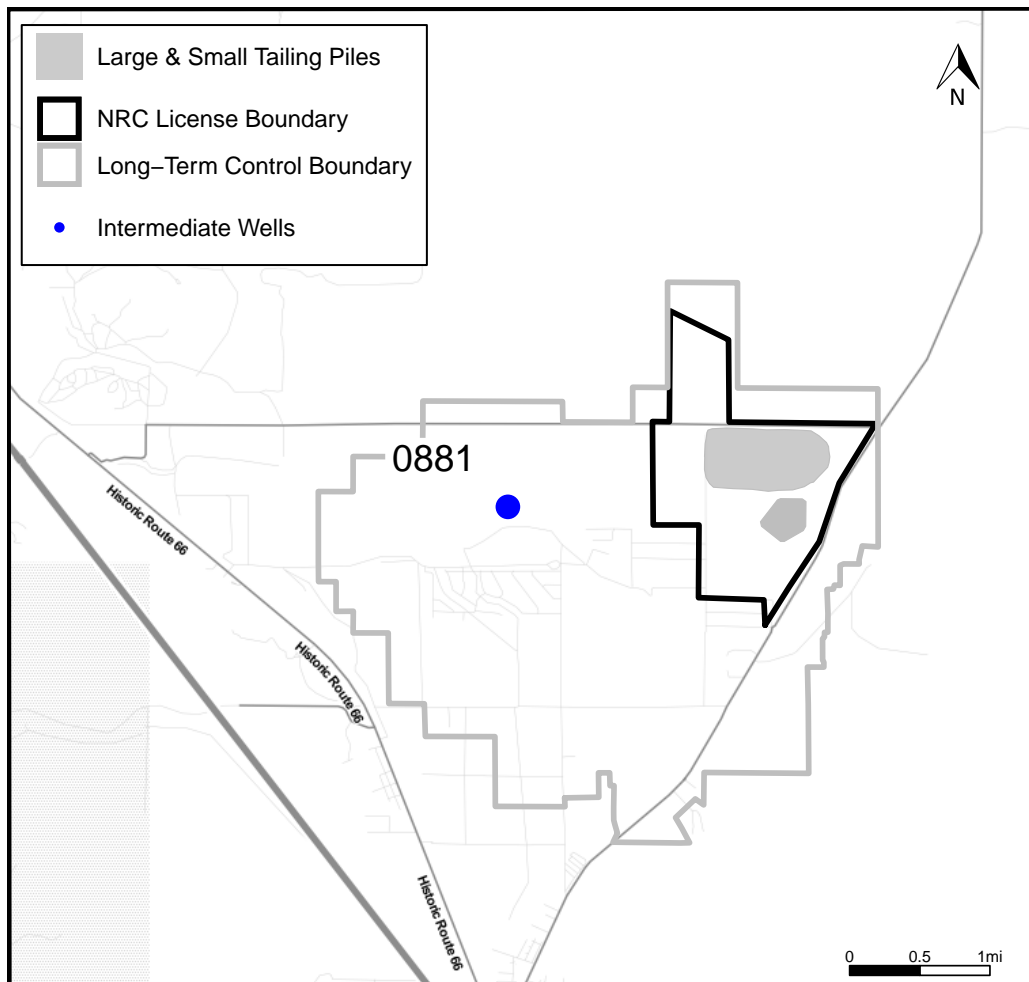 Large & Small Tailing Piles
NRC License Boundary
Long−Term Control Boundary
Intermediate Wells
N
0881
Historic Route 66
Historic Route 66
Historic Route 66
0 0.5 1mi